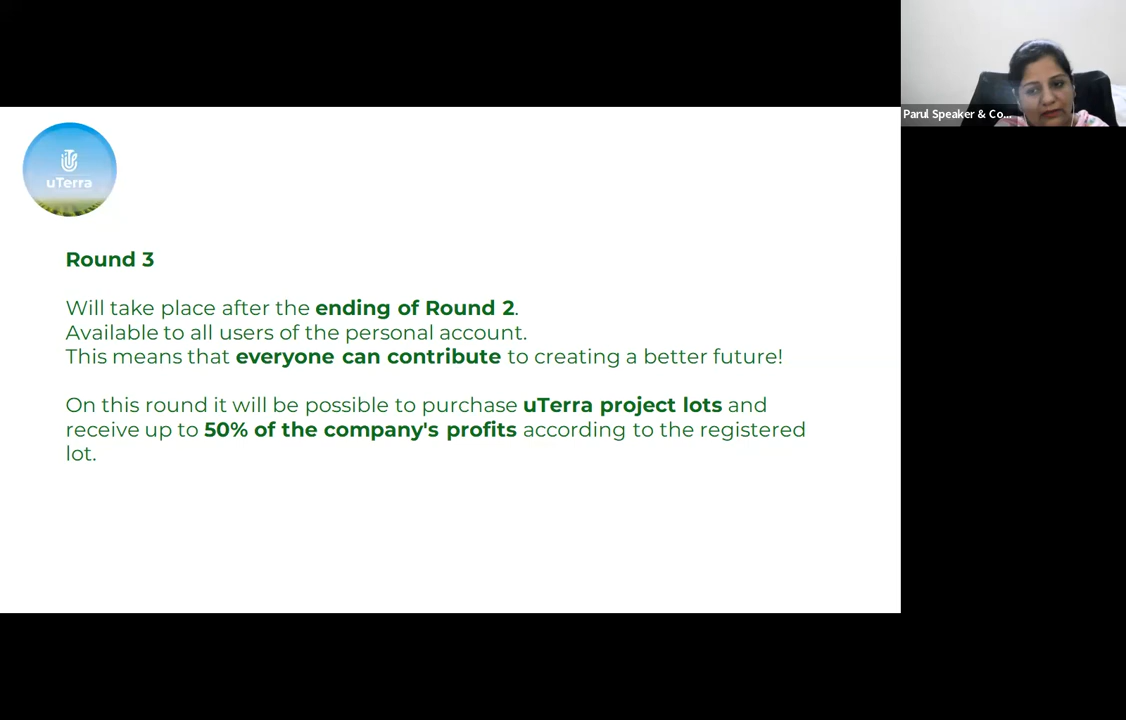 Parul Speaker & Co...
uTerra
Round 3
Will take place after the ending of Round 2.
Available to all users of the personal account.
This means that everyone can contribute to creating a better future!
On this round it will be possible to purchase uTerra project lots and
receive up to 50% of the company's profits according to the registered
lot.